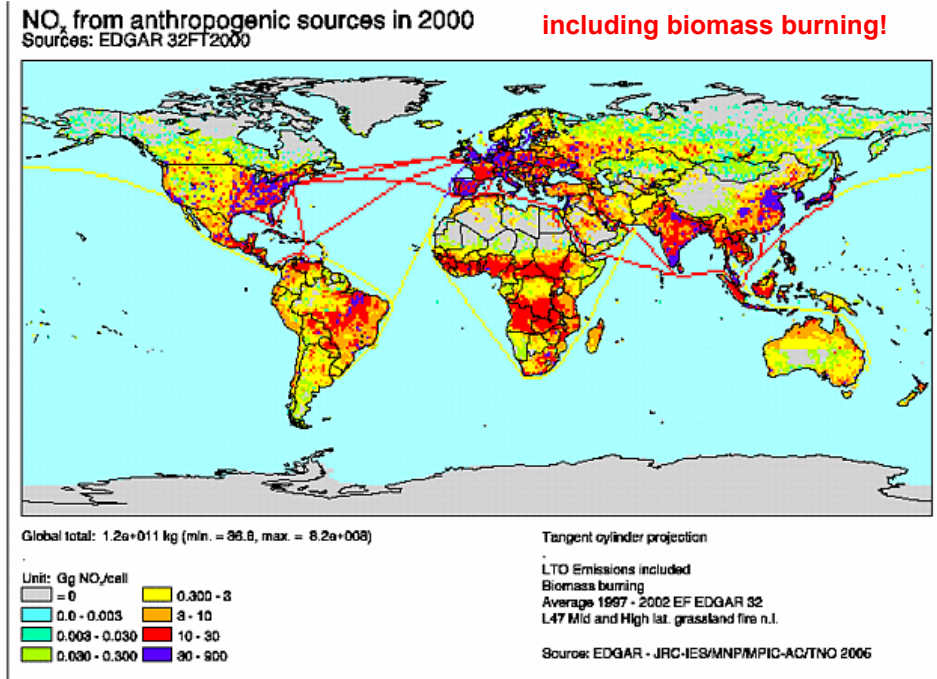 NOx from anthropogenic sources in 2000
including biomass burning!
Sources: EDGAR 32FT2000
Global total: 1.2e+011 kg (min. = 36.6, max. = 8.2e+008)
.
Unit: Gg NOx/cell
= 0
0.0 - 0.003
0.003 - 0.030
0.030 - 0.300
0.300 - 3
3 - 10
10 - 30
30 - 900
Tangent cylinder projection
.
LTO Emissions included
Biomass burning
Average 1997 - 2002 EF EDGAR 32
L47 Mid and High lat. grassland fire n.i.
Source: EDGAR - JRC-IES/MNP/MPIC-AC/TNO 2005